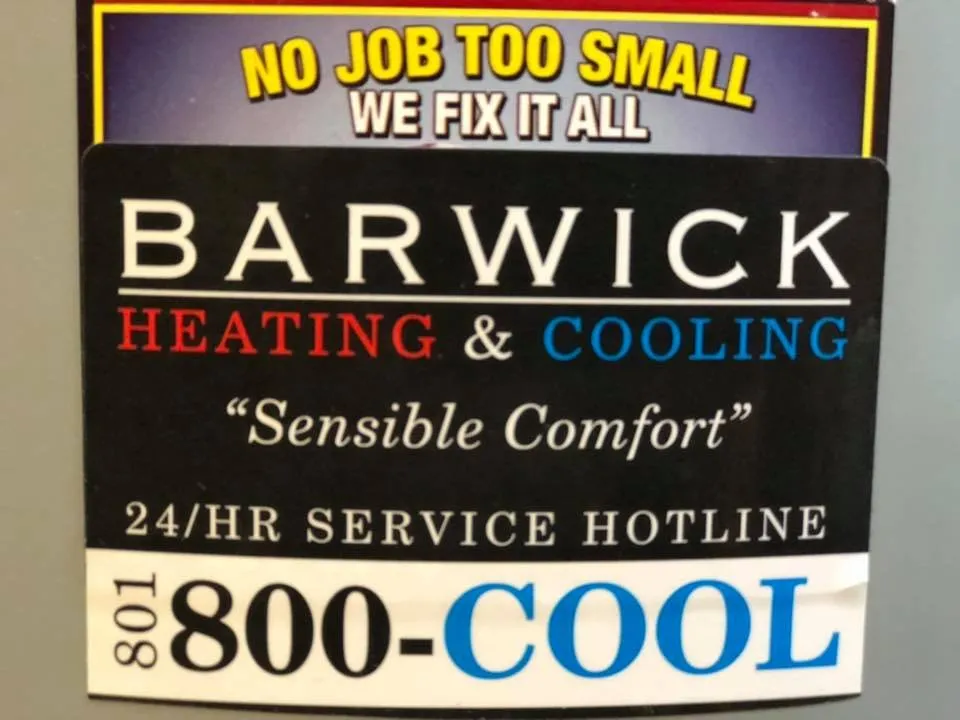 NO JOB TOO SMALL
WE FIX IT ALL
BARWICK
HEATING & COOLING
“Sensible Comfort”
24/HR SERVICE HOTLINE
801 800-COOL